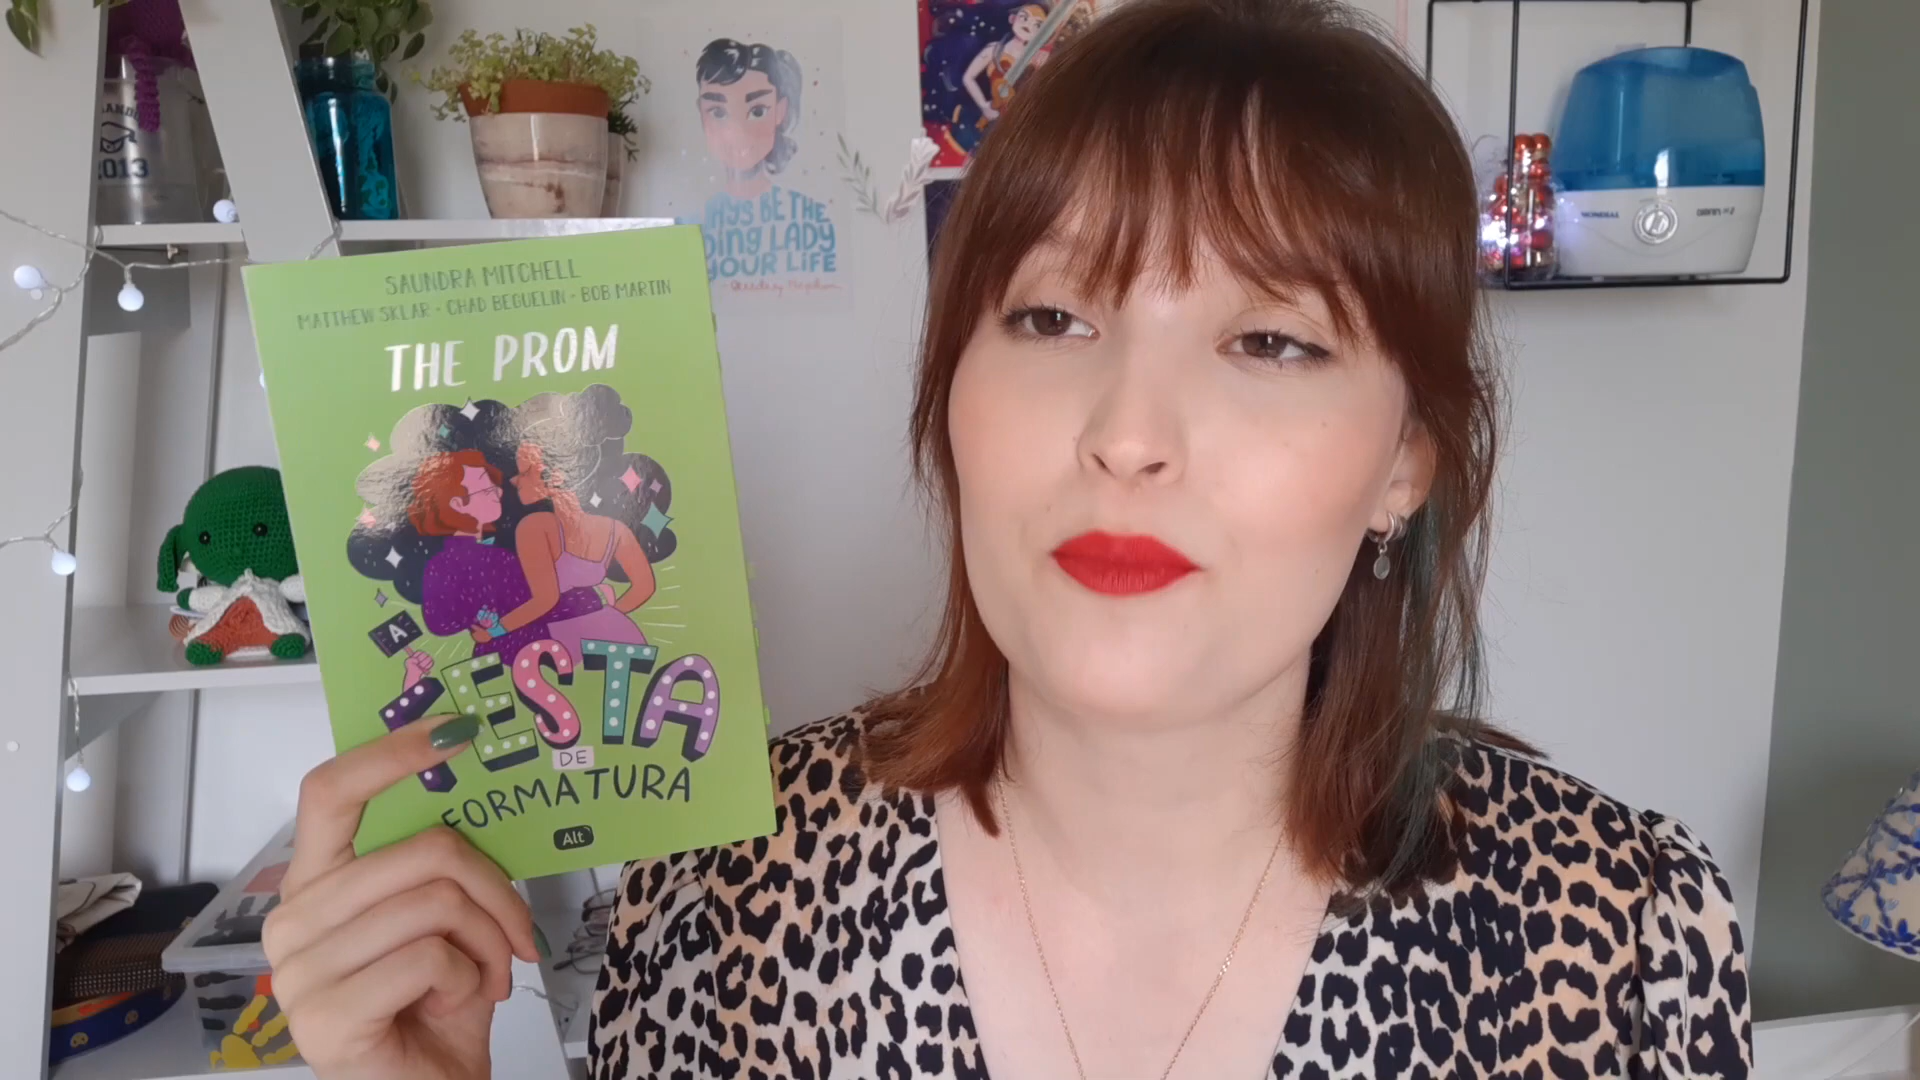 SAUNDRA MITCHELL
MATTHEW SKLAR • CHAD BEGUELIN • BOB MARTIN
THE PROM
A
FESTA
DE
FORMATURA
Alt
BE THE
LADY
YOUR LiFE
2013
MONDIAL